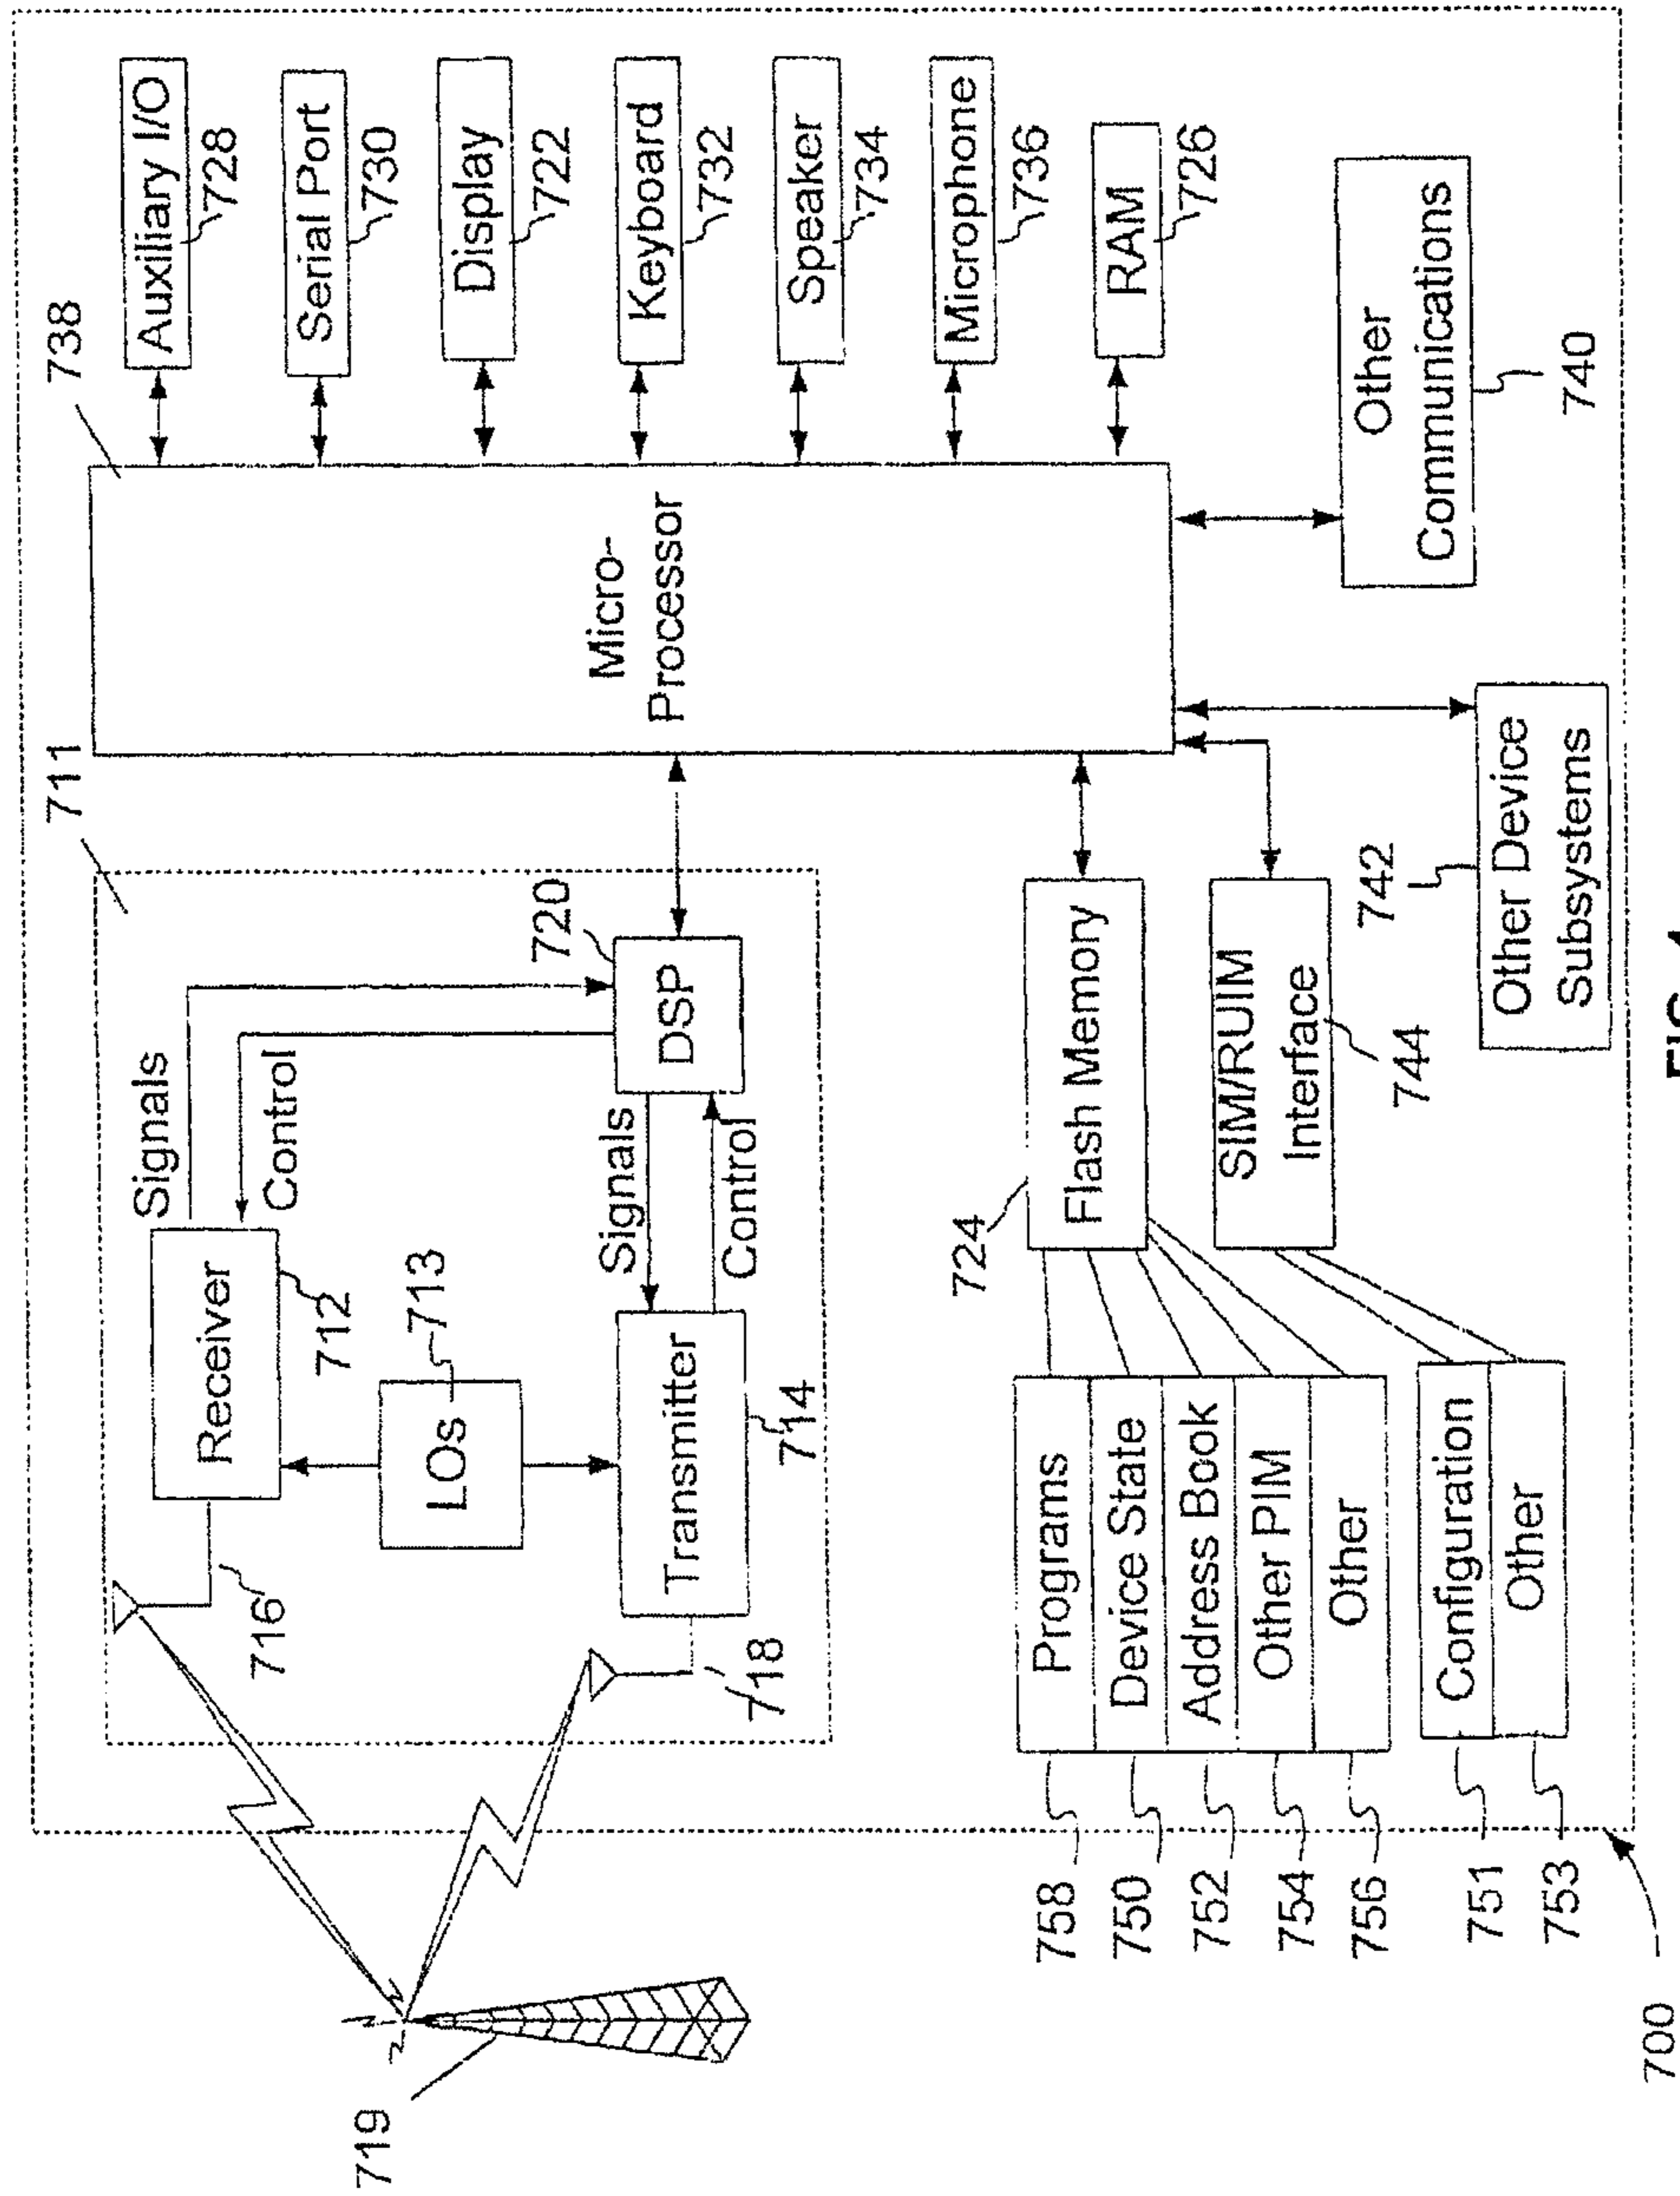 738
711
Auxiliary I/O
728
Serial Port
730
Display
722
Keyboard
732
Speaker
734
Microphone
736
RAM
726
Micro-
Processor
Signals
Control
Receiver
712
716
LOs
713
720
DSP
Signals
Control
Transmitter
714
718
719
724
Flash Memory
SIM/RUIM
Interface
744
Other
Communications
740
742
Other Device
Subsystems
758
Programs
750
Device State
752
Address Book
754
Other PIM
756
Other
751
Configuration
753
Other
700